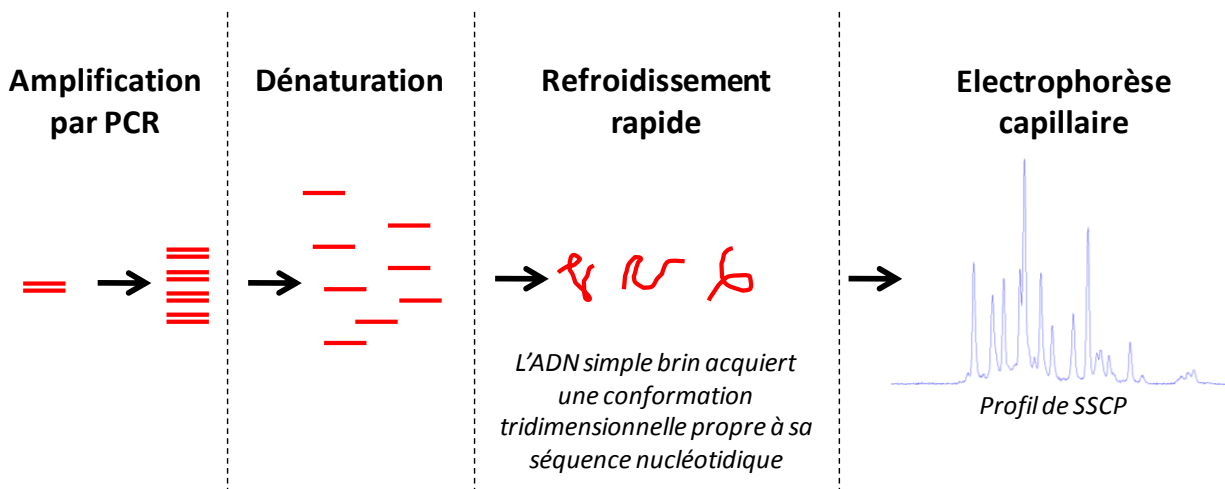 Amplification
par PCR
Dénaturation
Refroidissement
rapide
L'ADN simple brin acquiert
une conformation
tridimensionnelle propre à sa
séquence nucléotidique
Electrophorèse
capillaire
Profil de SSCP